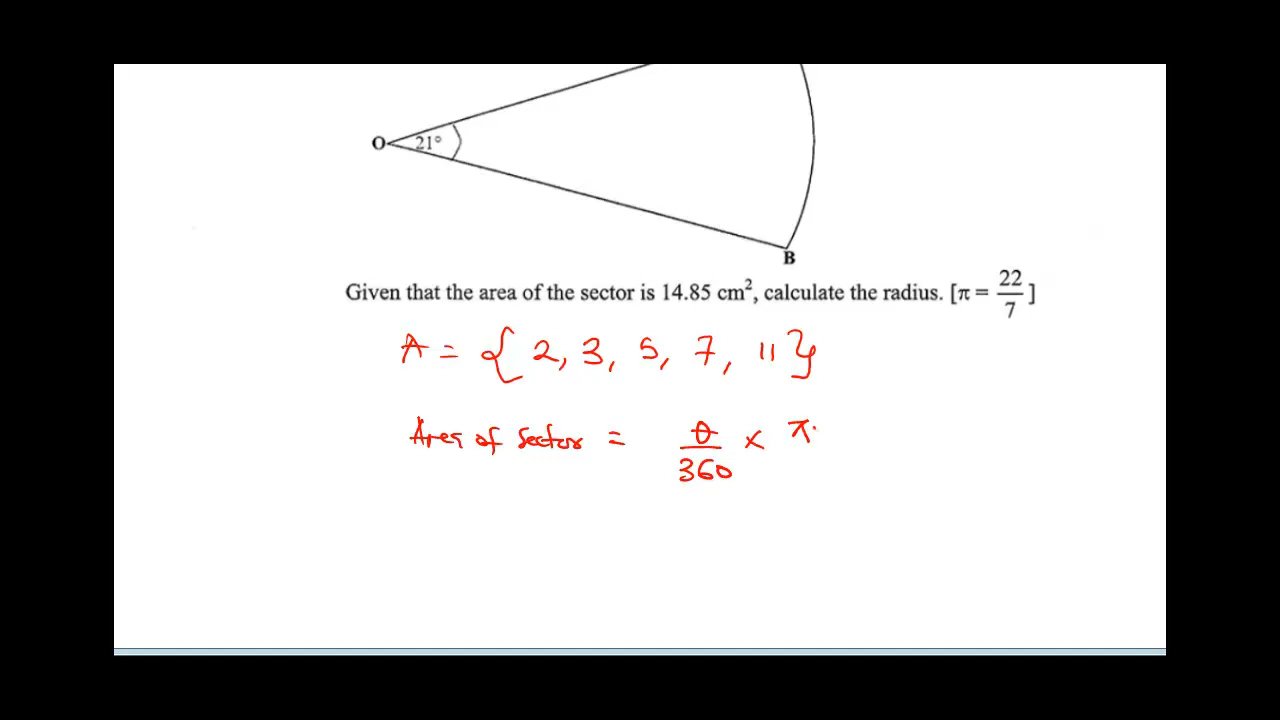 O 21°
B
Given that the area of the sector is 14.85 cm², calculate the radius. [π = 22/7]
A = { 2, 3, 5, 7, 11 }
Area of Sector = θ/360 × π